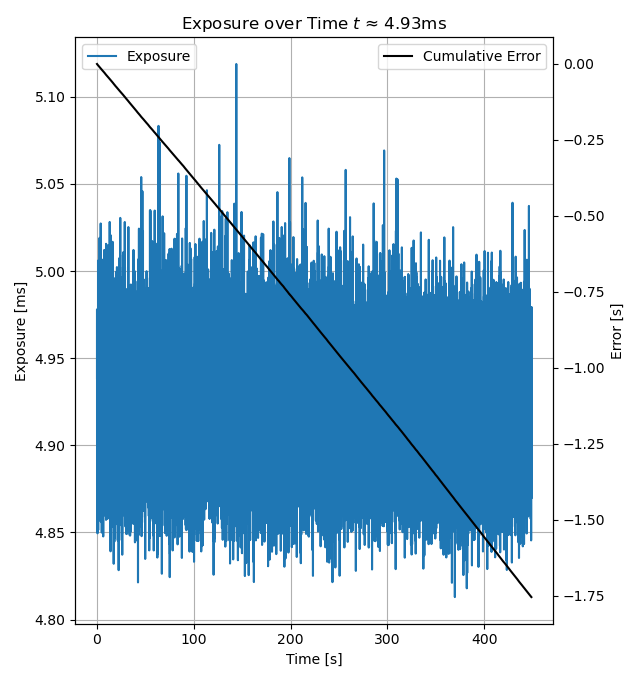 Exposure over Time t ≈ 4.93ms
Exposure
Cumulative Error
5.10
5.05
5.00
4.95
4.90
4.85
4.80
Exposure [ms]
0.00
−0.25
−0.50
−0.75
−1.00
−1.25
−1.50
−1.75
Error [s]
0 100 200 300 400
Time [s]